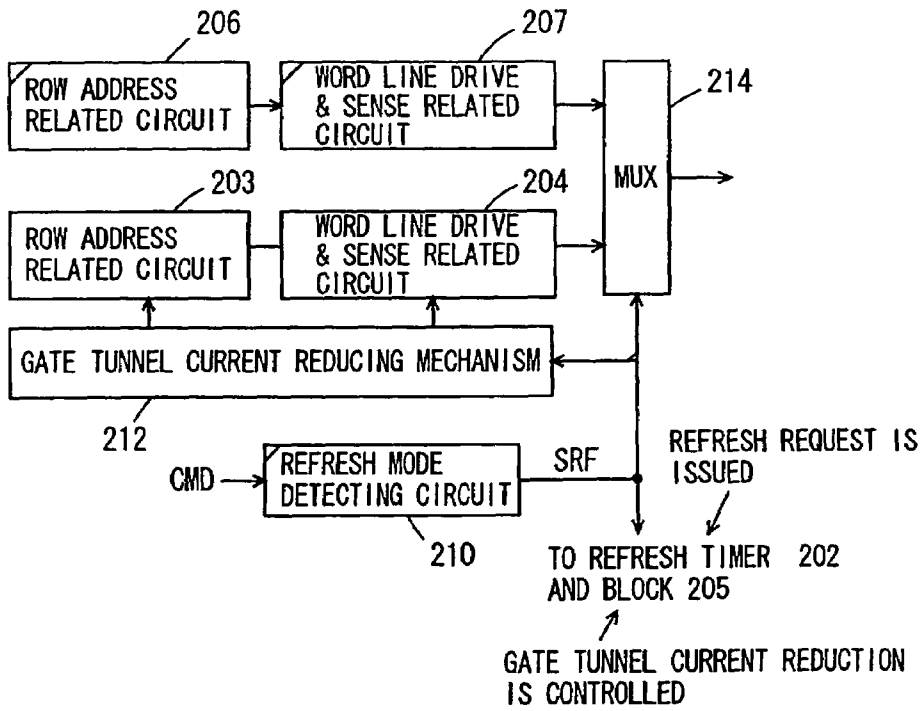 206
207
214
ROW ADDRESS
RELATED CIRCUIT
WORD LINE DRIVE
& SENSE RELATED
CIRCUIT
MUX
203
204
ROW ADDRESS
RELATED CIRCUIT
WORD LINE DRIVE
& SENSE RELATED
CIRCUIT
GATE TUNNEL CURRENT REDUCING MECHANISM
212
CMD
REFRESH MODE
DETECTING CIRCUIT
SRF
210
REFRESH REQUEST IS
ISSUED
TO REFRESH TIMER 202
AND BLOCK 205
GATE TUNNEL CURRENT REDUCTION
IS CONTROLLED